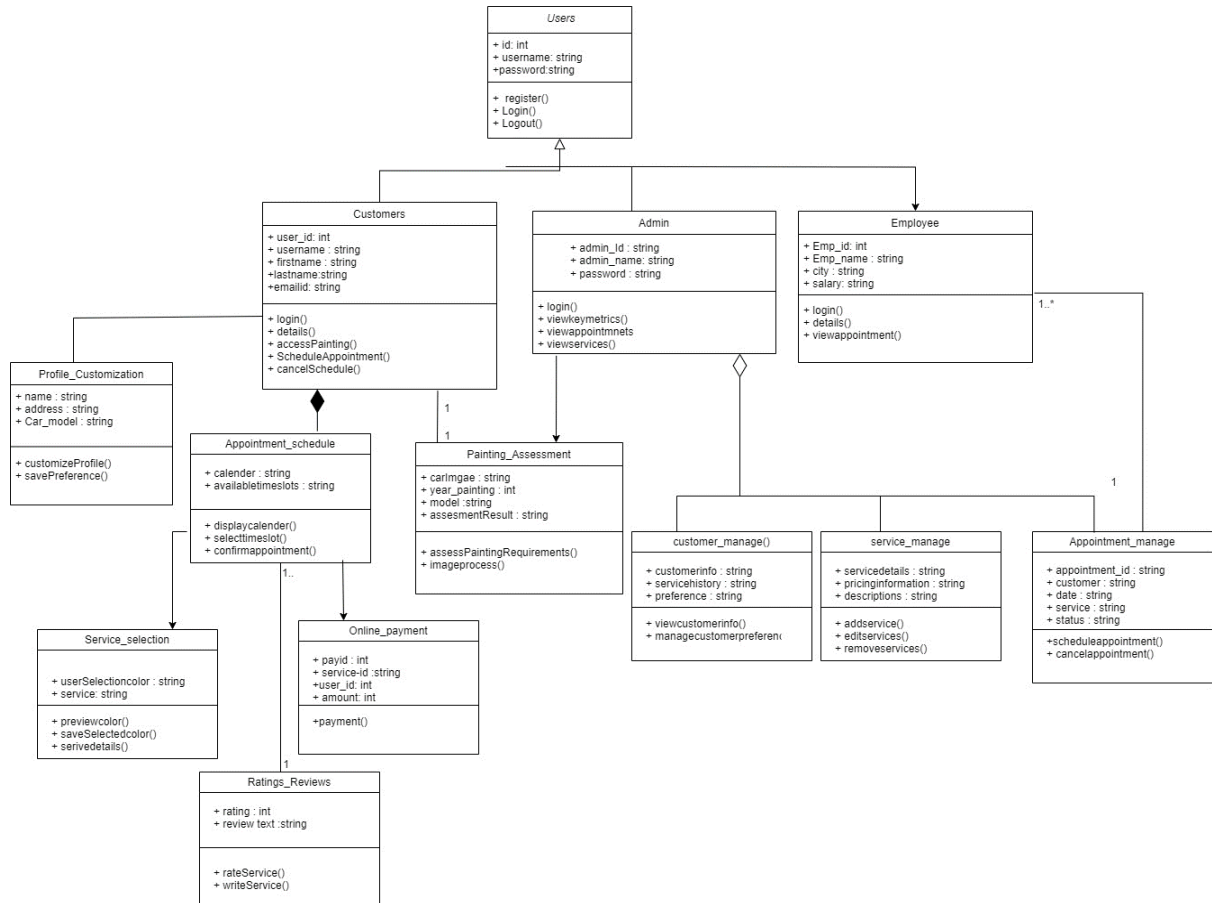 Users
+ id: int
+ username: string
+password:string
+ register()
+ Login()
+ Logout()
Customers
+ user_id: int
+ username : string
+ firstname : string
+lastname:string
+emailid: string
+ login()
+ details()
+ accessPainting()
+ ScheduleAppointment()
+ cancelSchedule()
Admin
+ admin_Id : string
+ admin_name: string
+ password : string
+ login()
+ viewkeymetrics()
+ viewappointmnets
+ viewservices()
Employee
+ Emp_id: int
+ Emp_name : string
+ city : string
+ salary: string
+ login()
+ details()
+ viewappointment()
1..*
Profile_Customization
+ name : string
+ address : string
+ Car_model : string
+ customizeProfile()
+ savePreference()
1
1
Appointment_schedule
+ calender : string
+ availabletimeslots : string
+ displaycalender()
+ selecttimeslot()
+ confirmappointment()
1..
Painting_Assessment
+ carImgae : string
+ year_painting : int
+ model :string
+ assesmentResult : string
+ assessPaintingRequirements()
+ imageprocess()
1
customer_manage()
+ customerinfo : string
+ servicehistory : string
+ preference : string
+ viewcustomerinfo()
+ managecustomerpreferenc
service_manage
+ servicedetails : string
+ pricinginformation : string
+ descriptions : string
+ addservice()
+ editservices()
+ removeservices()
Appointment_manage
+ appointment_id : string
+ customer : string
+ date : string
+ service : string
+ status : string
+scheduleappointment()
+ cancelappointment()
Service_selection
+ userSelectioncolor : string
+ service: string
+ previewcolor()
+ saveSelectedcolor()
+ serivedetails()
Online_payment
+ payid : int
+ service-id :string
+user_id: int
+ amount: int
+payment()
1
Ratings_Reviews
+ rating : int
+ review text :string
+ rateService()
+ writeService()